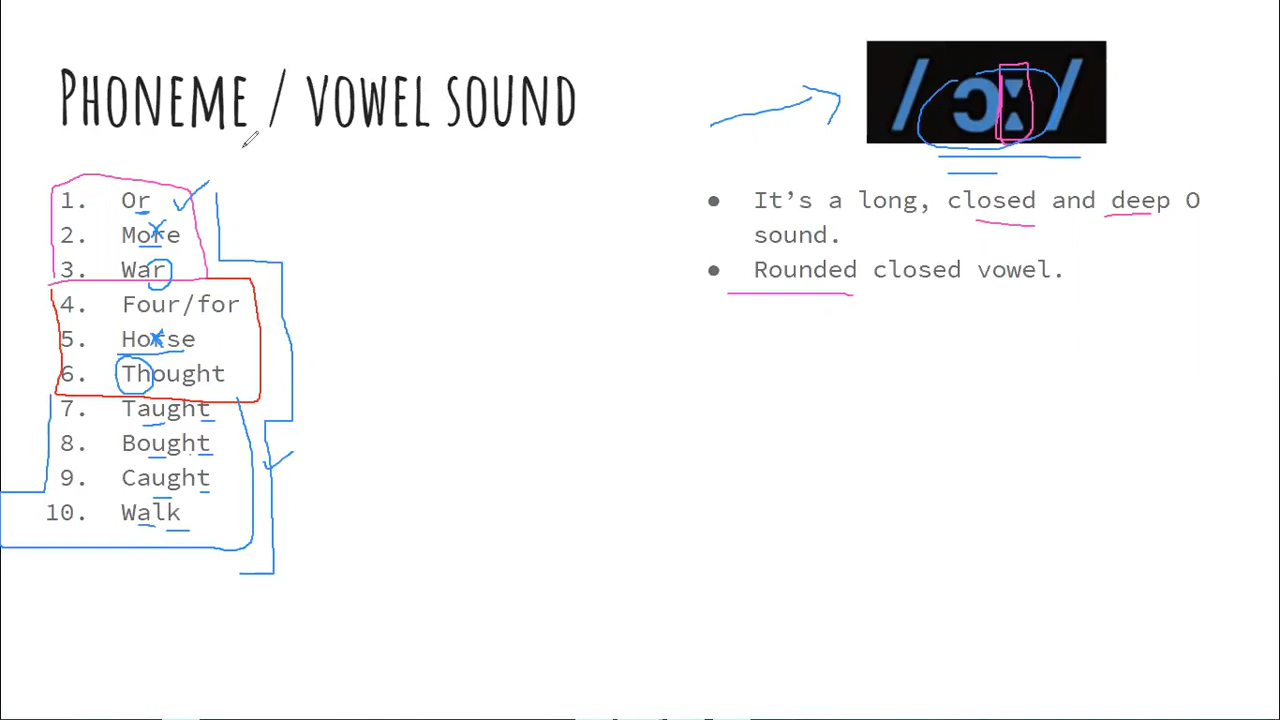 Phoneme / vowel sound
/ɔː/
1. Or
2. More
3. War
4. Four/for
5. Horse
6. Thought
7. Taught
8. Bought
9. Caught
10. Walk
● It's a long, closed and deep O
sound.
● Rounded closed vowel.